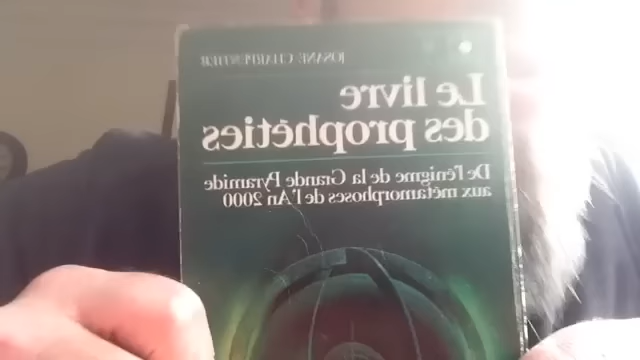 JOSANE CHARPENTIER
Le livre
des prophéties
De l'énigme de la Grande Pyramide
aux métamorphoses de l'An 2000